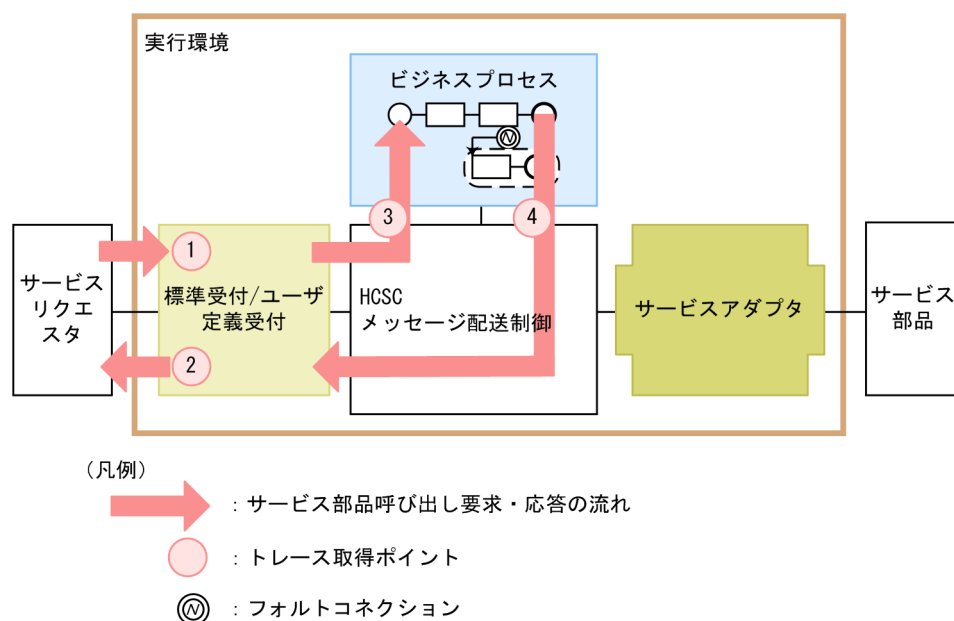 実行環境
ビジネスプロセス
3
4
1
サービス
リクエ
スタ
標準受付/ユーザ
定義受付
2
HCSC
メッセージ配送制御
サービスアダプタ
サービス
部品
（凡例）
：サービス部品呼び出し要求・応答の流れ
：トレース取得ポイント
：フォルトコネクション